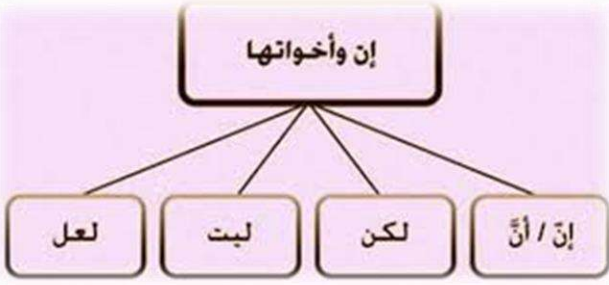 إن وأخواتها
إنّ / أنَّ
لكن
ليت
لعل